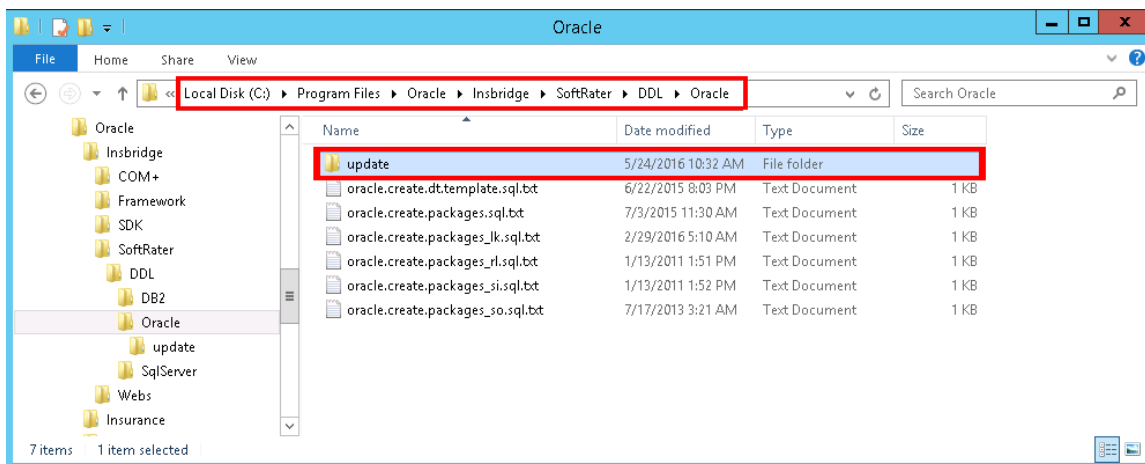 Oracle
File Home Share View
« Local Disk (C:) Program Files Oracle Insbridge SoftRater DDL Oracle Search Oracle
Oracle
Insbridge
COM+
Framework
SDK
SoftRater
DDL
DB2
Oracle
update
SqlServer
Webs
Insurance
Name Date modified Type Size
update 5/24/2016 10:32 AM File folder
oracle.create.dt.template.sql.txt 6/22/2015 8:03 PM Text Document 1 KB
oracle.create.packages.sql.txt 7/3/2015 11:30 AM Text Document 1 KB
oracle.create.packages_lk.sql.txt 2/29/2016 5:10 AM Text Document 1 KB
oracle.create.packages_rl.sql.txt 1/13/2011 1:51 PM Text Document 1 KB
oracle.create.packages_si.sql.txt 1/13/2011 1:52 PM Text Document 1 KB
oracle.create.packages_so.sql.txt 7/17/2013 3:21 AM Text Document 1 KB
7 items 1 item selected